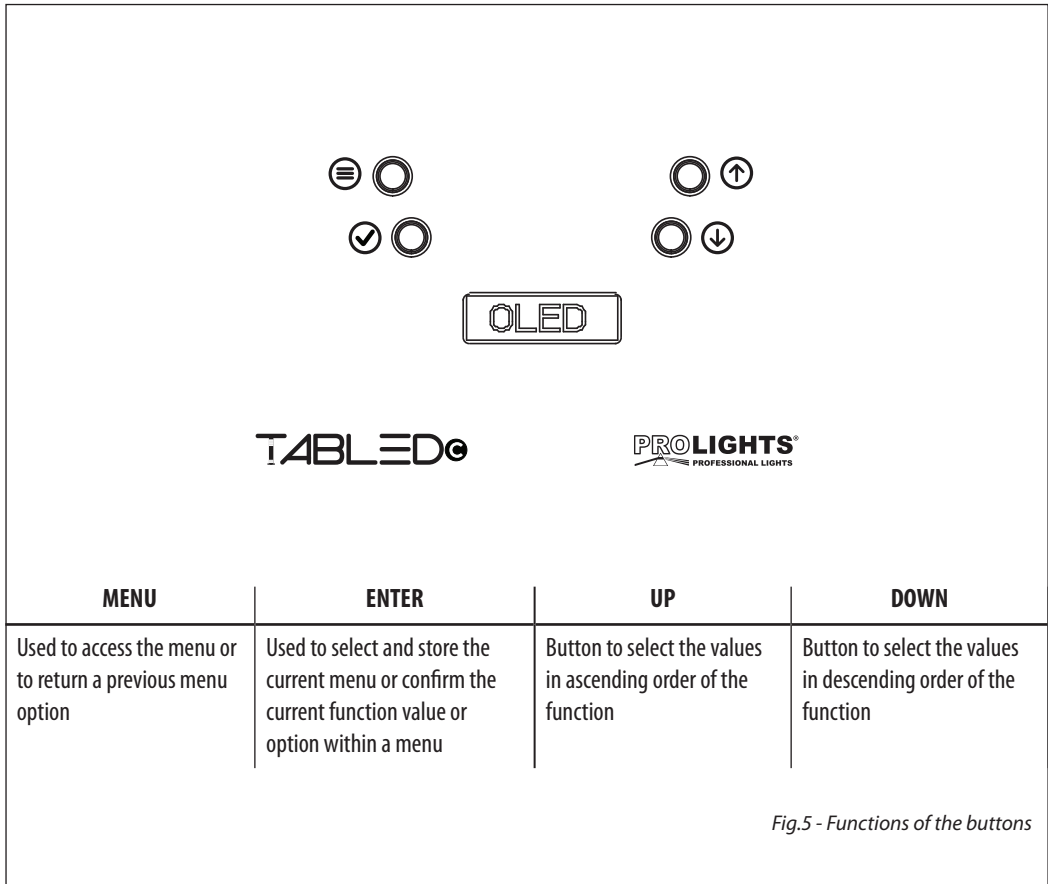 OLED
TABLED C
PROLIGHTS®
PROFESSIONAL LIGHTS
MENU
Used to access the menu or
to return a previous menu
option
ENTER
Used to select and store the
current menu or confirm the
current function value or
option within a menu
UP
Button to select the values
in ascending order of the
function
DOWN
Button to select the values
in descending order of the
function
Fig.5 - Functions of the buttons